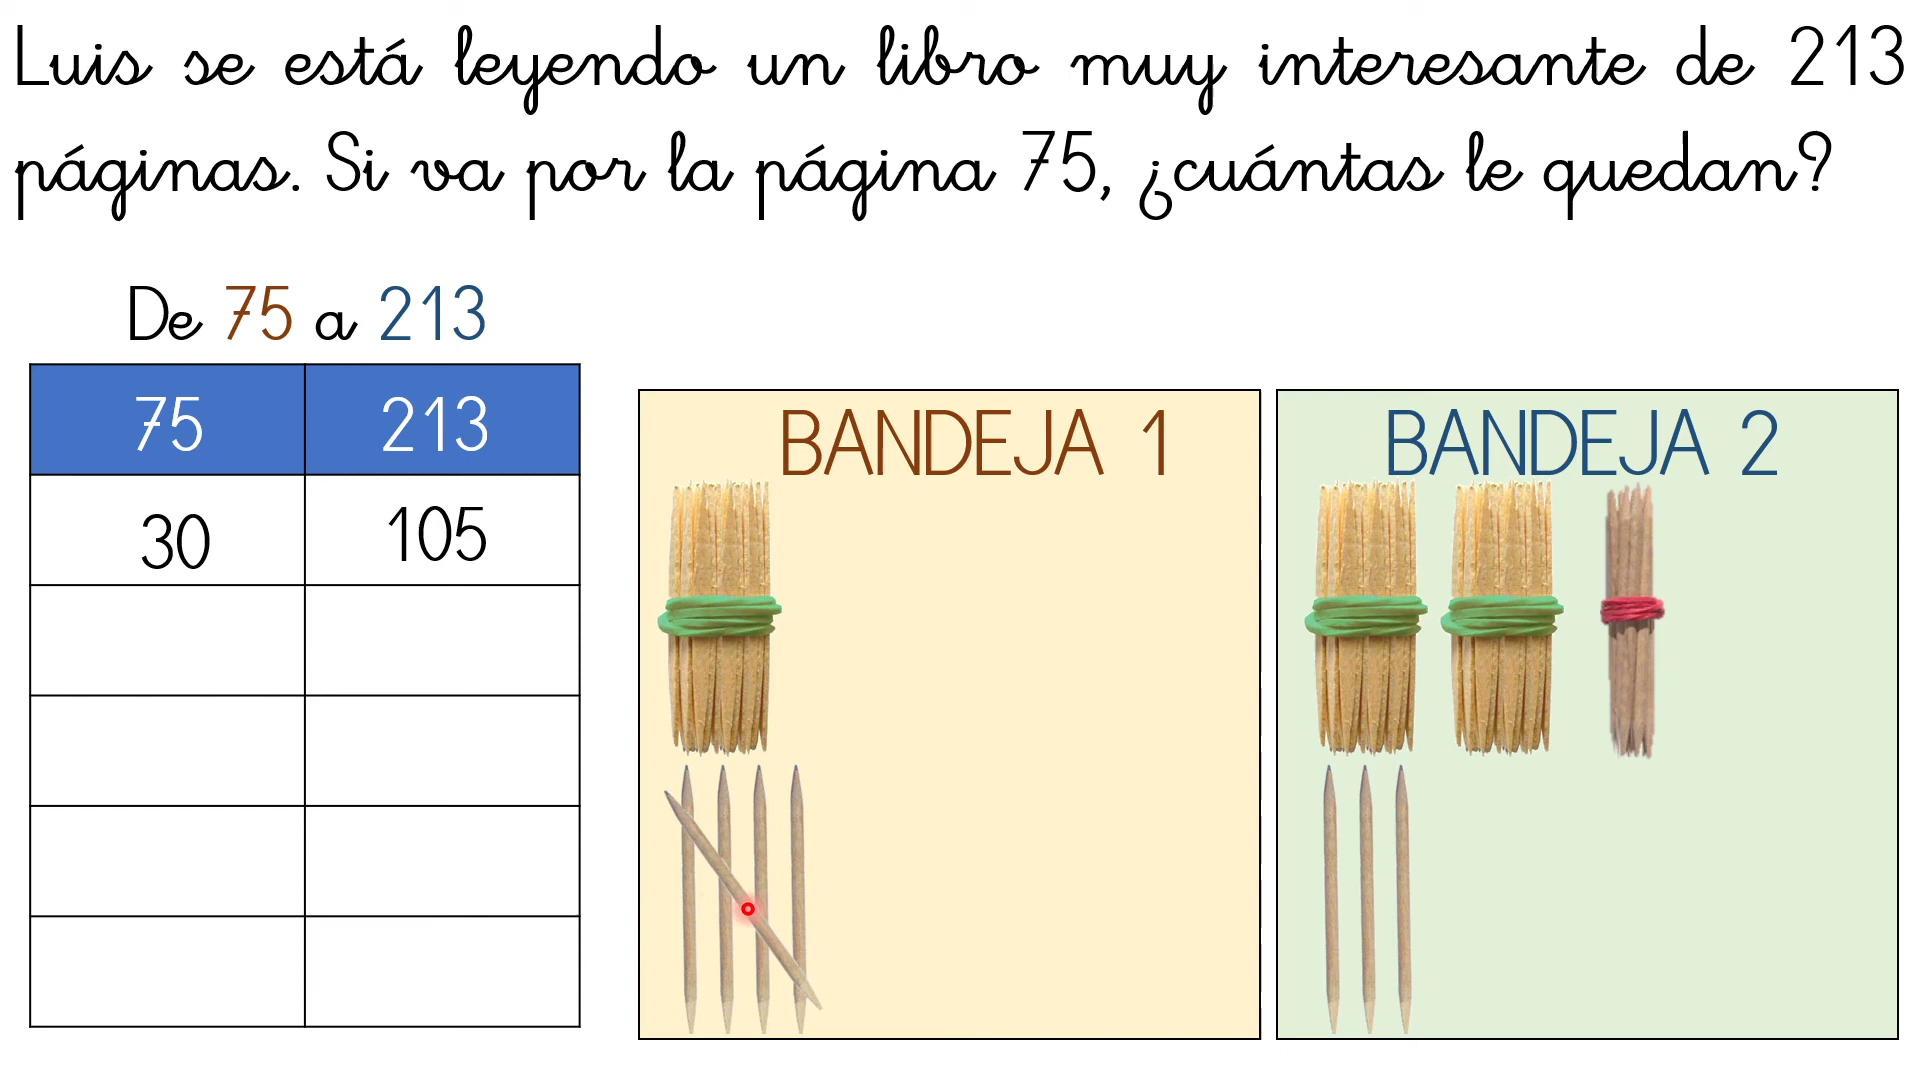 Luis se está leyendo un libro muy interesante de 213
páginas. Si va por la página 75, ¿cuántas le quedan?
De 75 a 213
75 213
30 105
BANDEJA 1
BANDEJA 2